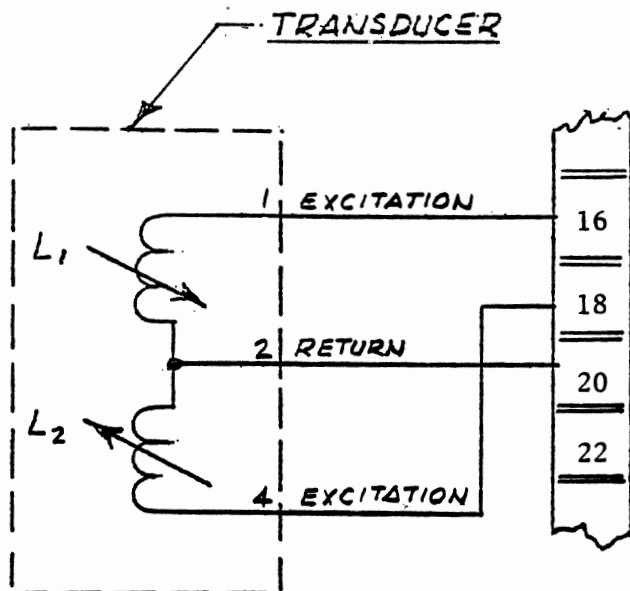 TRANSDUCER
1 EXCITATION
16
L1
18
2 RETURN
20
L2
22
4 EXCITATION